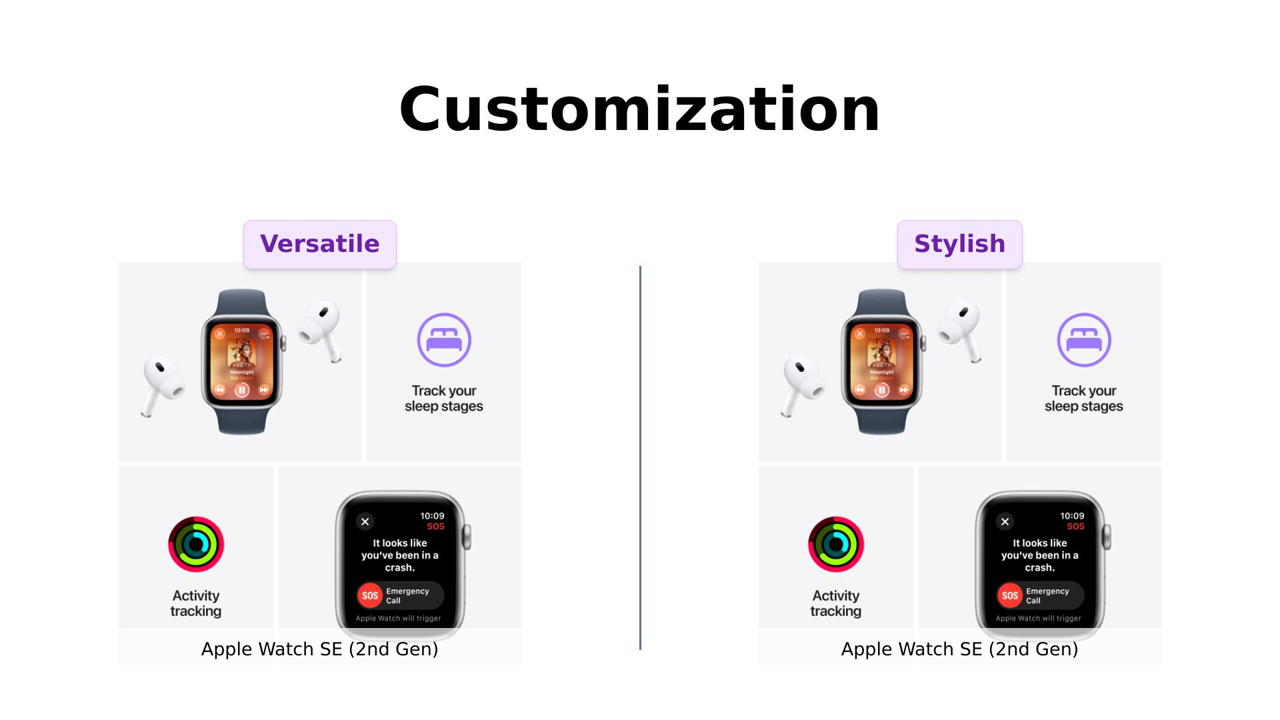 Customization
Versatile
10:09
Moonlight
Track your
sleep stages
Activity
tracking
10:09
SOS
It looks like
you've been in a
crash.
SOS
Emergency
Call
Apple Watch will trigger
Apple Watch SE (2nd Gen)
Stylish
10:09
Moonlight
Track your
sleep stages
Activity
tracking
10:09
SOS
It looks like
you've been in a
crash.
SOS
Emergency
Call
Apple Watch will trigger
Apple Watch SE (2nd Gen)